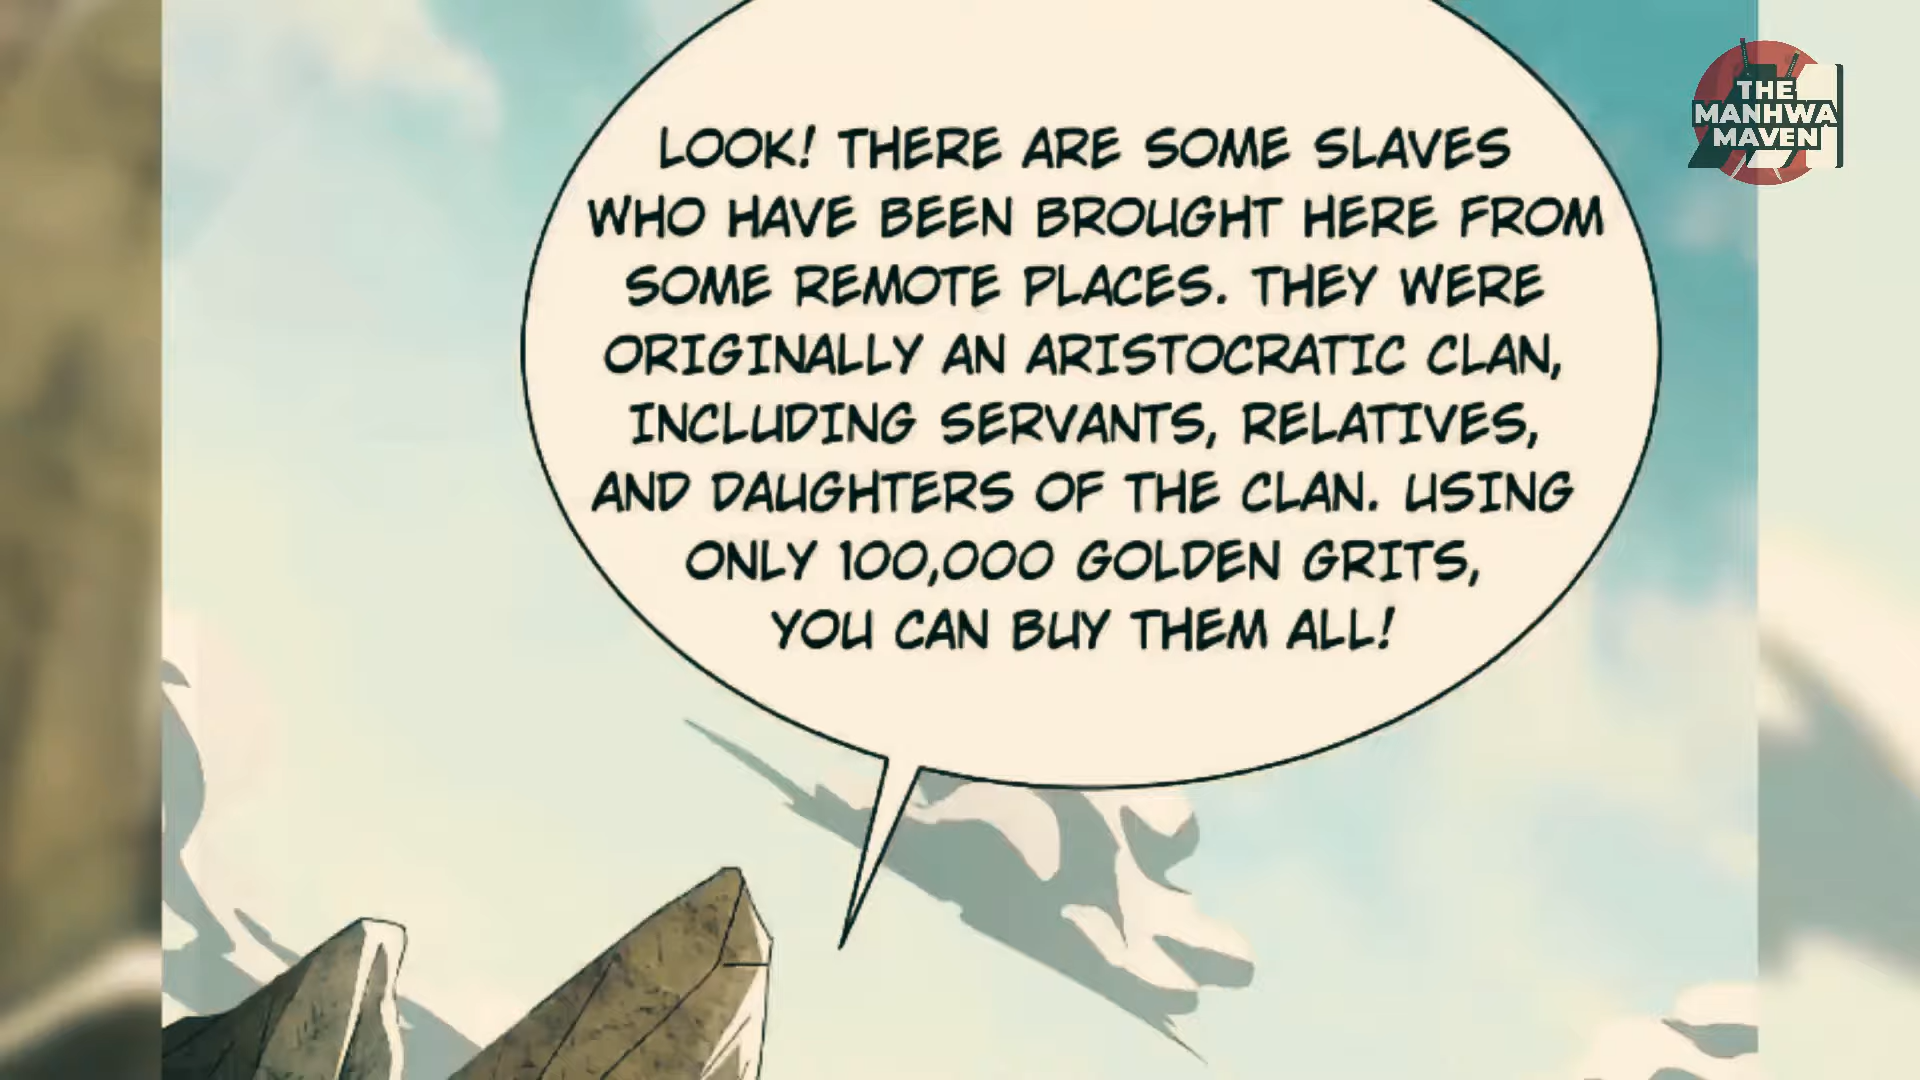 LOOK! THERE ARE SOME SLAVES
WHO HAVE BEEN BROUGHT HERE FROM
SOME REMOTE PLACES. THEY WERE
ORIGINALLY AN ARISTOCRATIC CLAN,
INCLUDING SERVANTS, RELATIVES,
AND DAUGHTERS OF THE CLAN. USING
ONLY 100,000 GOLDEN GRITS,
YOU CAN BUY THEM ALL!
THE
MANHWA
MAVEN